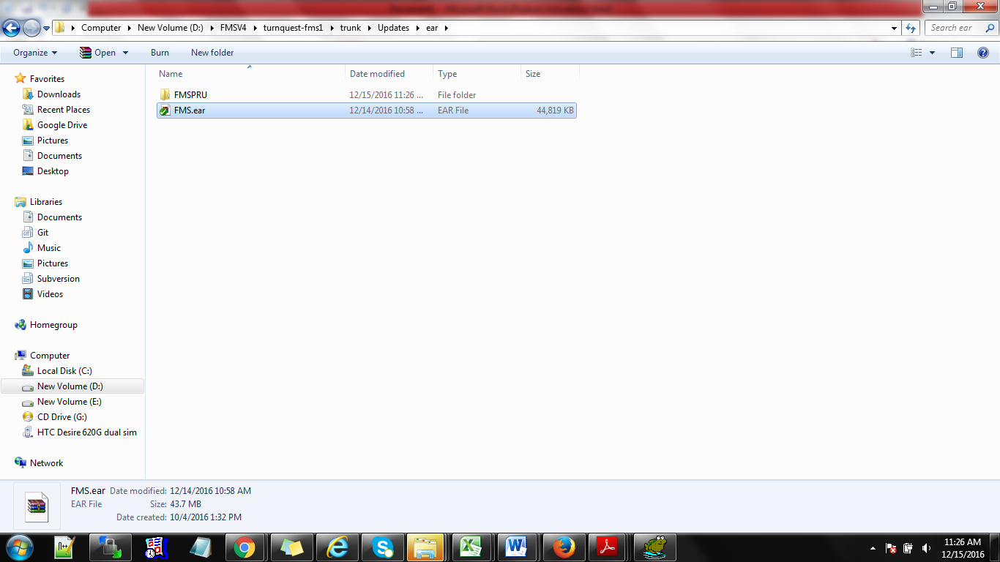 Computer New Volume (D:) FMSV4 turnquest-fms1 trunk Updates ear Search ear
Organize Open Burn New folder
Name Date modified Type Size
FMSPRU 12/15/2016 11:26 ... File folder
FMS.ear 12/14/2016 10:58 ... EAR File 44,819 KB
Favorites
Downloads
Recent Places
Google Drive
Pictures
Documents
Desktop
Libraries
Documents
Git
Music
Pictures
Subversion
Videos
Homegroup
Computer
Local Disk (C:)
New Volume (D:)
New Volume (E:)
CD Drive (G:)
HTC Desire 620G dual sim
Network
FMS.ear Date modified: 12/14/2016 10:58 AM
EAR File Size: 43.7 MB
Date created: 10/4/2016 1:32 PM
11:26 AM
12/15/2016